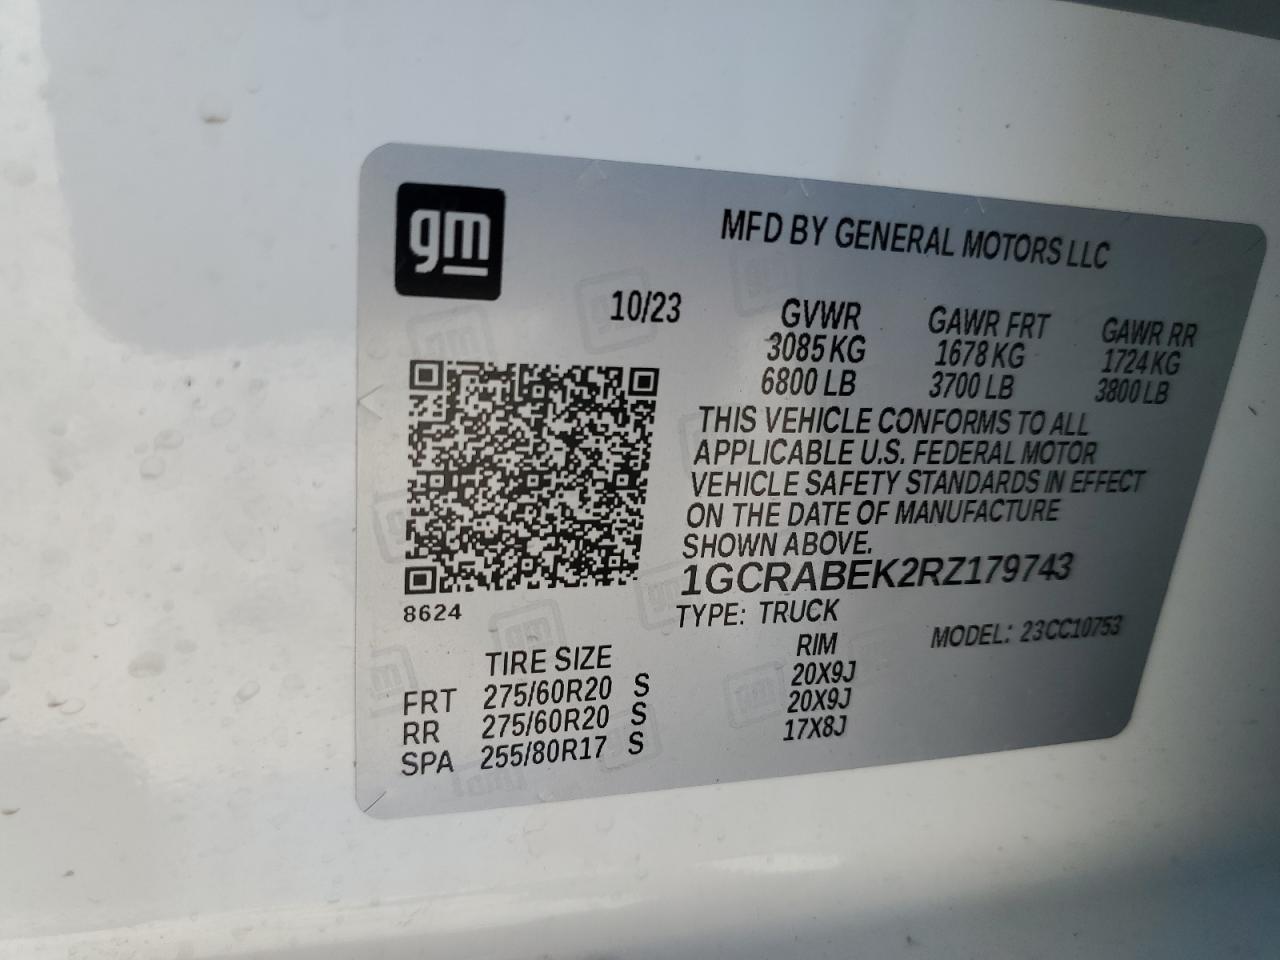 gm
MFD BY GENERAL MOTORS LLC
10/23 GVWR GAWR FRT GAWR RR
3085 KG 1678 KG 1724 KG
6800 LB 3700 LB 3800 LB
THIS VEHICLE CONFORMS TO ALL
APPLICABLE U.S. FEDERAL MOTOR
VEHICLE SAFETY STANDARDS IN EFFECT
ON THE DATE OF MANUFACTURE
SHOWN ABOVE.
1GCRABEK2RZ179743
8624
TYPE: TRUCK MODEL: 23CC10753
TIRE SIZE RIM
FRT 275/60R20 S 20X9J
RR 275/60R20 S 20X9J
SPA 255/80R17 S 17X8J